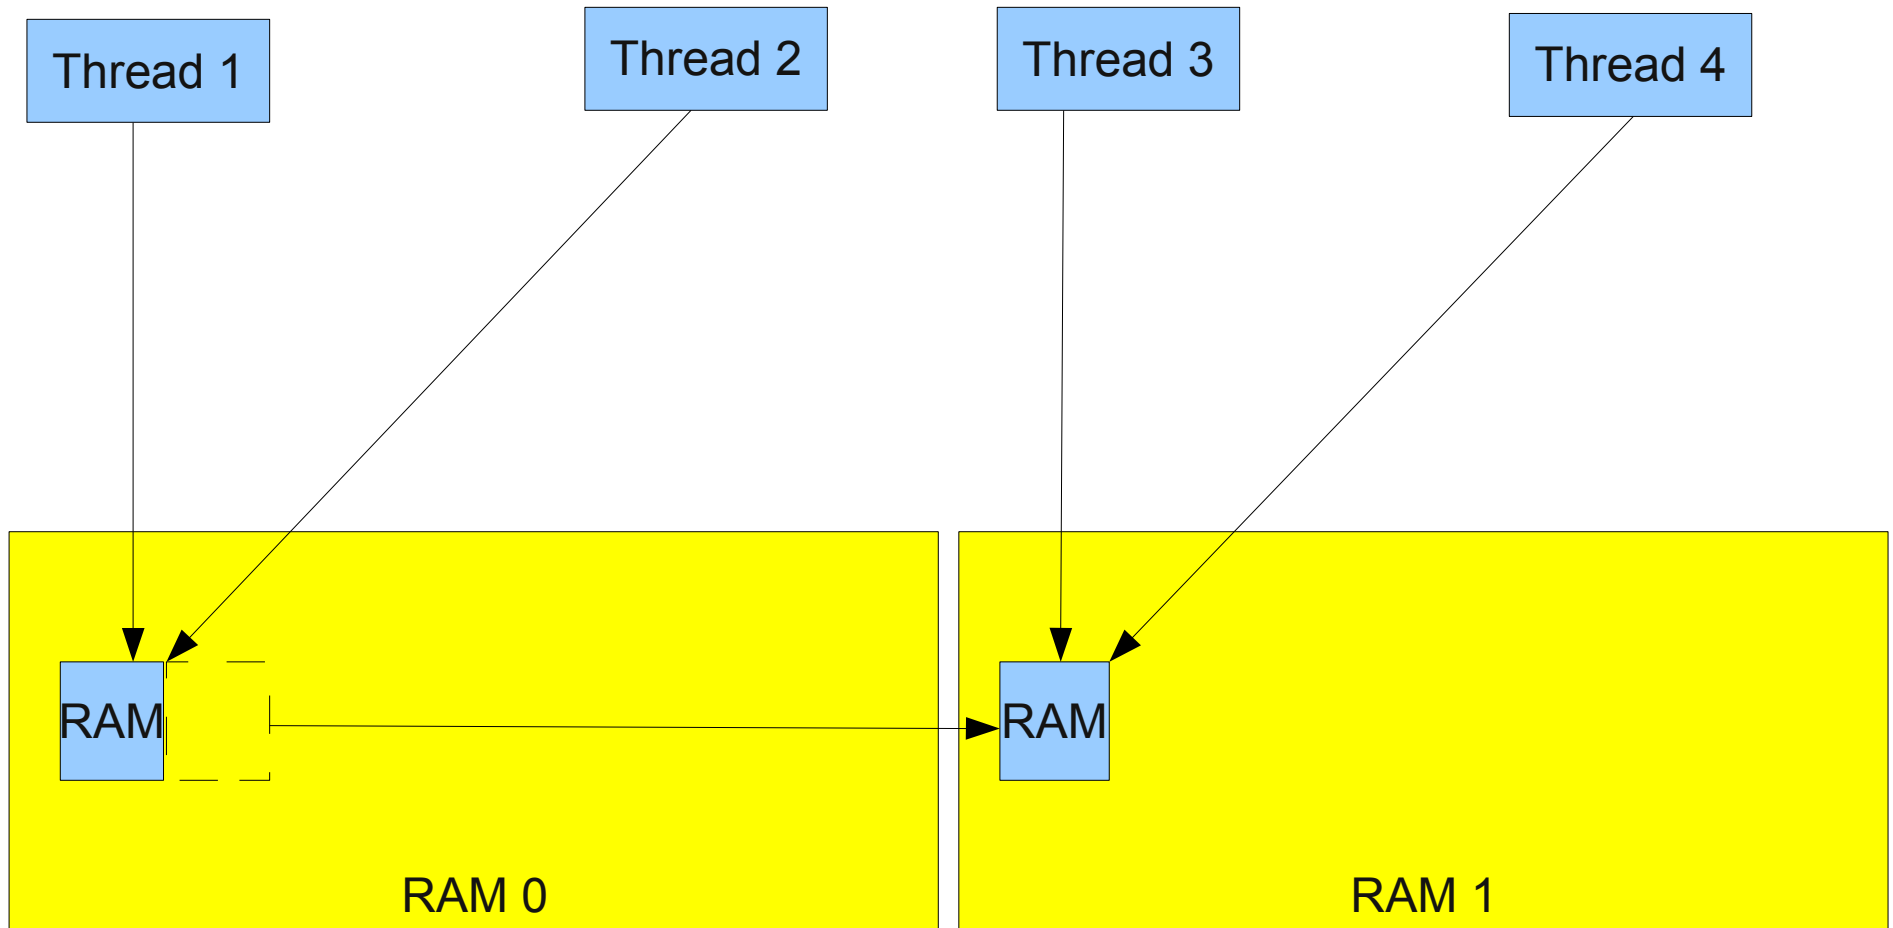 Thread 1
Thread 2
Thread 3
Thread 4
RAM
RAM
RAM 0
RAM 1